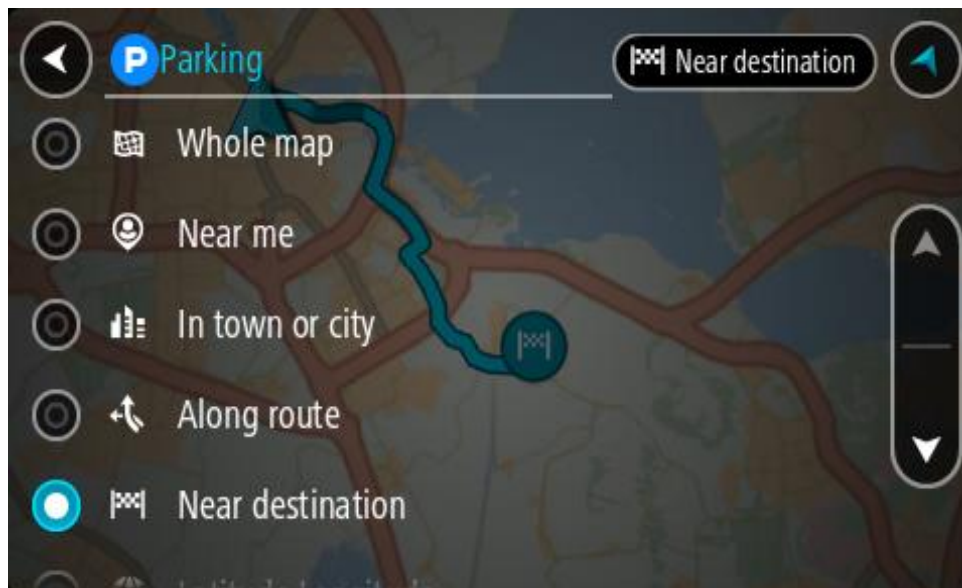 P Parking
Near destination
Whole map
Near me
In town or city
Along route
Near destination